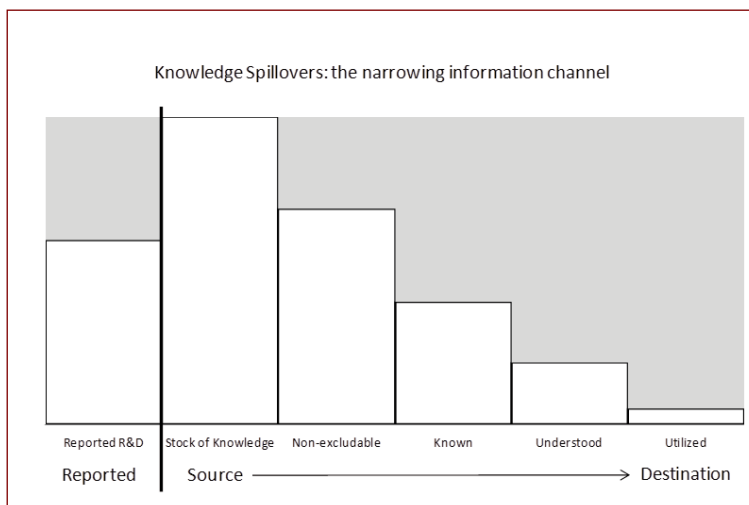 Knowledge Spillovers: the narrowing information channel
Reported R&D Stock of Knowledge Non-excludable Known Understood Utilized
Reported Source Destination